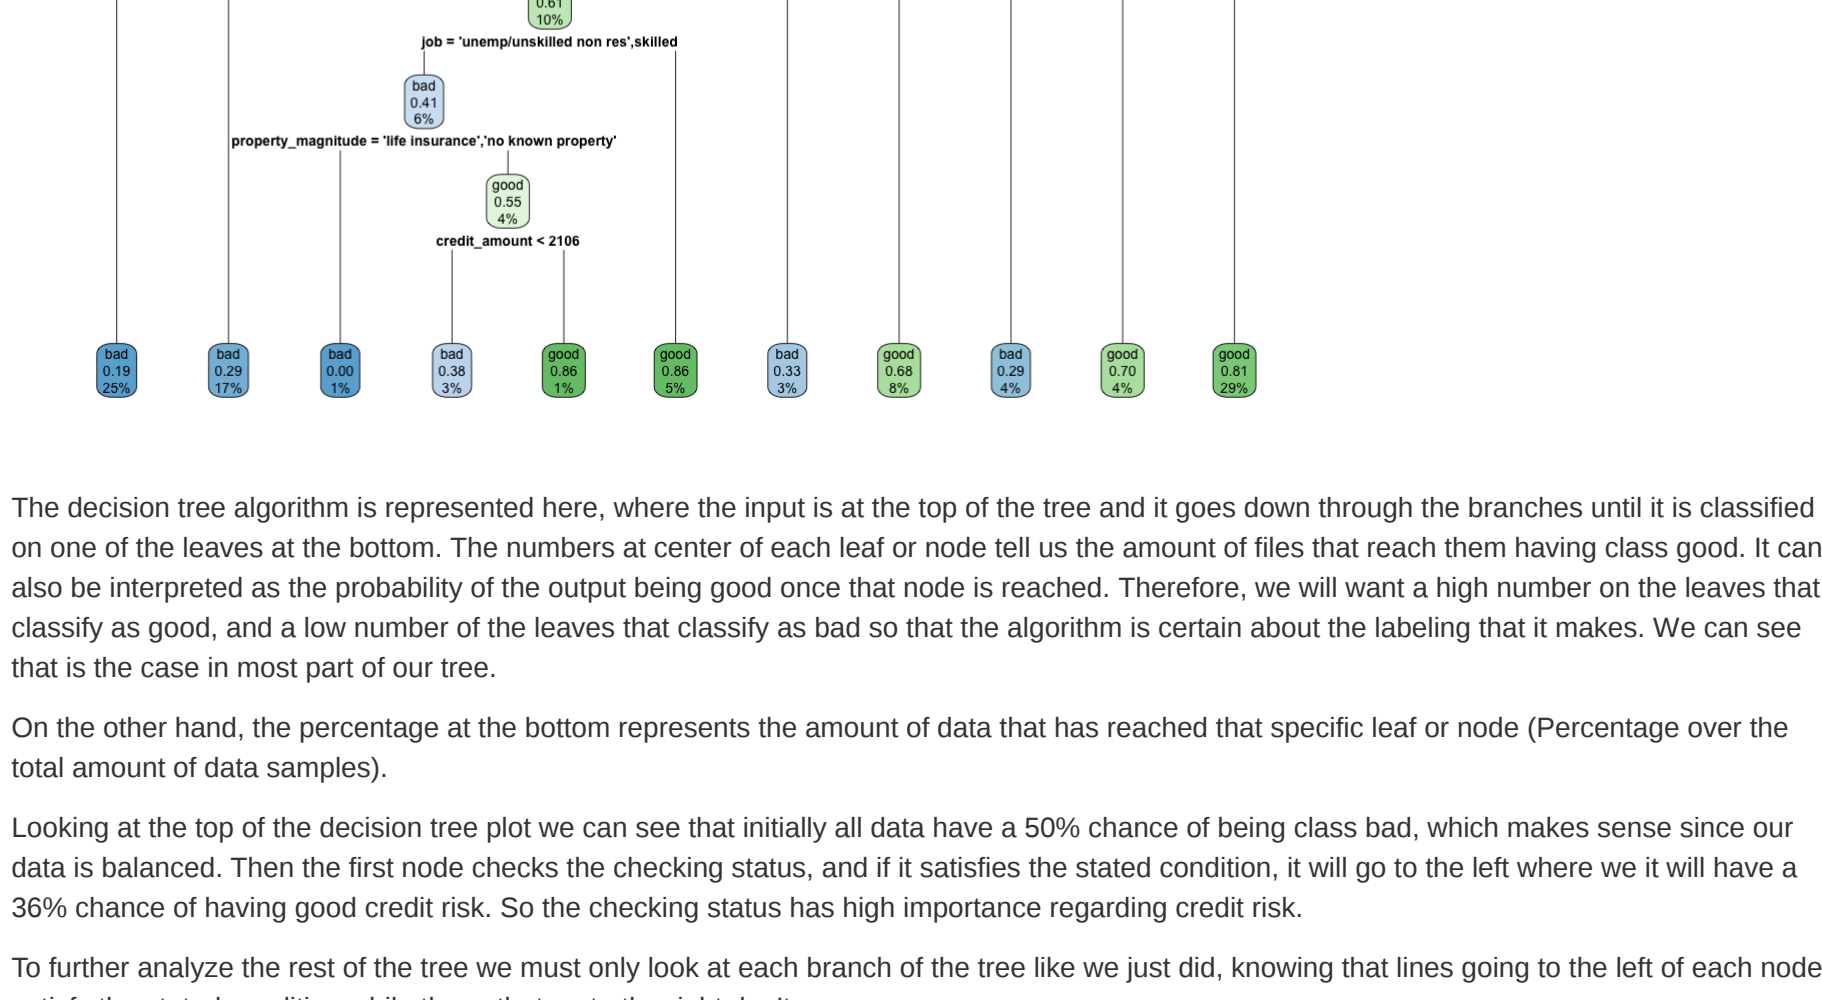 0.61
10%
job = 'unemp/unskilled non res',skilled
bad
0.41
6%
property_magnitude = 'life insurance','no known property'
good
0.55
4%
credit_amount < 2106
bad bad bad bad good good bad good bad good good
0.19 0.29 0.00 0.38 0.86 0.86 0.33 0.68 0.29 0.70 0.81
25% 17% 1% 3% 1% 5% 3% 8% 4% 4% 29%
The decision tree algorithm is represented here, where the input is at the top of the tree and it goes down through the branches until it is classified
on one of the leaves at the bottom. The numbers at center of each leaf or node tell us the amount of files that reach them having class good. It can
also be interpreted as the probability of the output being good once that node is reached. Therefore, we will want a high number on the leaves that
classify as good, and a low number of the leaves that classify as bad so that the algorithm is certain about the labeling that it makes. We can see
that is the case in most part of our tree.
On the other hand, the percentage at the bottom represents the amount of data that has reached that specific leaf or node (Percentage over the
total amount of data samples).
Looking at the top of the decision tree plot we can see that initially all data have a 50% chance of being class bad, which makes sense since our
data is balanced. Then the first node checks the checking status, and if it satisfies the stated condition, it will go to the left where we it will have a
36% chance of having good credit risk. So the checking status has high importance regarding credit risk.
To further analyze the rest of the tree we must only look at each branch of the tree like we just did, knowing that lines going to the left of each node